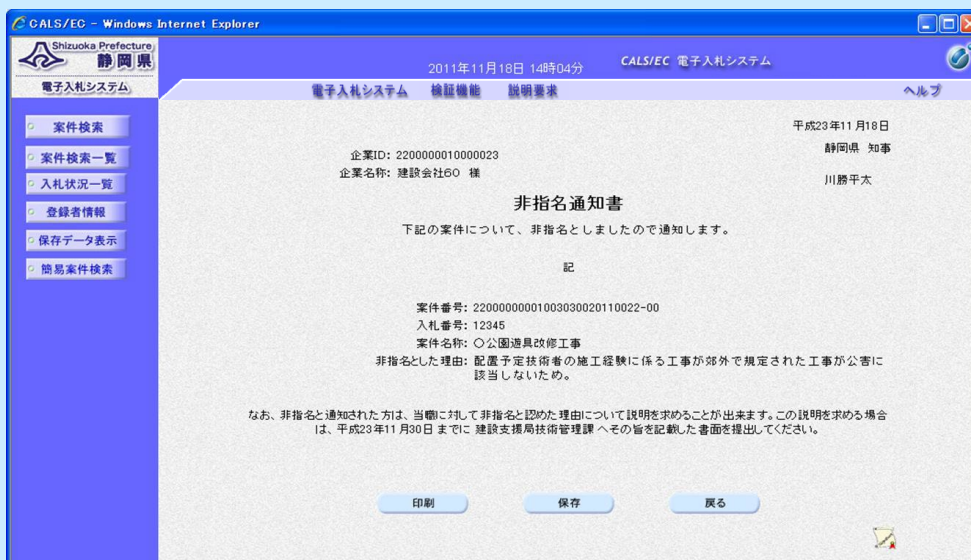 CALS/EC - Windows Internet Explorer
Shizuoka Prefecture
静岡県
電子入札システム
2011年11月18日 14時04分
CALS/EC 電子入札システム
電子入札システム 検証機能 説明要求 ヘルプ
案件検索
案件検索一覧
入札状況一覧
登録者情報
保存データ表示
簡易案件検索
平成23年11月18日
企業ID: 2200000010000023
静岡県 知事
企業名称: 建設会社60 様
川勝平太
非指名通知書
下記の案件について、非指名としましたので通知します。
記
案件番号: 22000000001003030020110022-00
入札番号: 12345
案件名称: 〇公園遊具改修工事
非指名とした理由: 配置予定技術者の施工経験に係る工事が郊外で規定された工事が公害に
該当しないため。
なお、非指名と通知された方は、当職に対して非指名と認めた理由について説明を求めることが出来ます。この説明を求める場合
は、平成23年11月30日 までに 建設支援局技術管理課 へその旨を記載した書面を提出してください。
印刷 保存 戻る